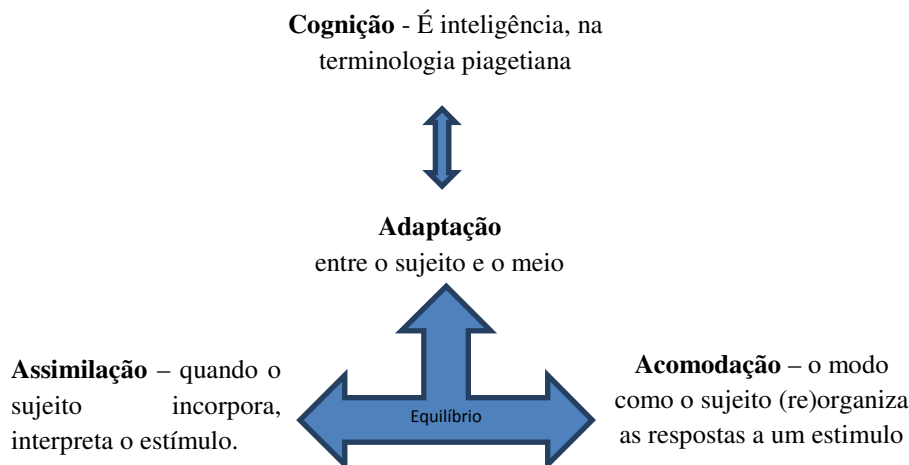 Cognição - É inteligência, na
terminologia piagetiana
Adaptação
entre o sujeito e o meio
Assimilação – quando o
sujeito incorpora,
interpreta o estímulo.
Equilíbrio
Acomodação – o modo
como o sujeito (re)organiza
as respostas a um estimulo